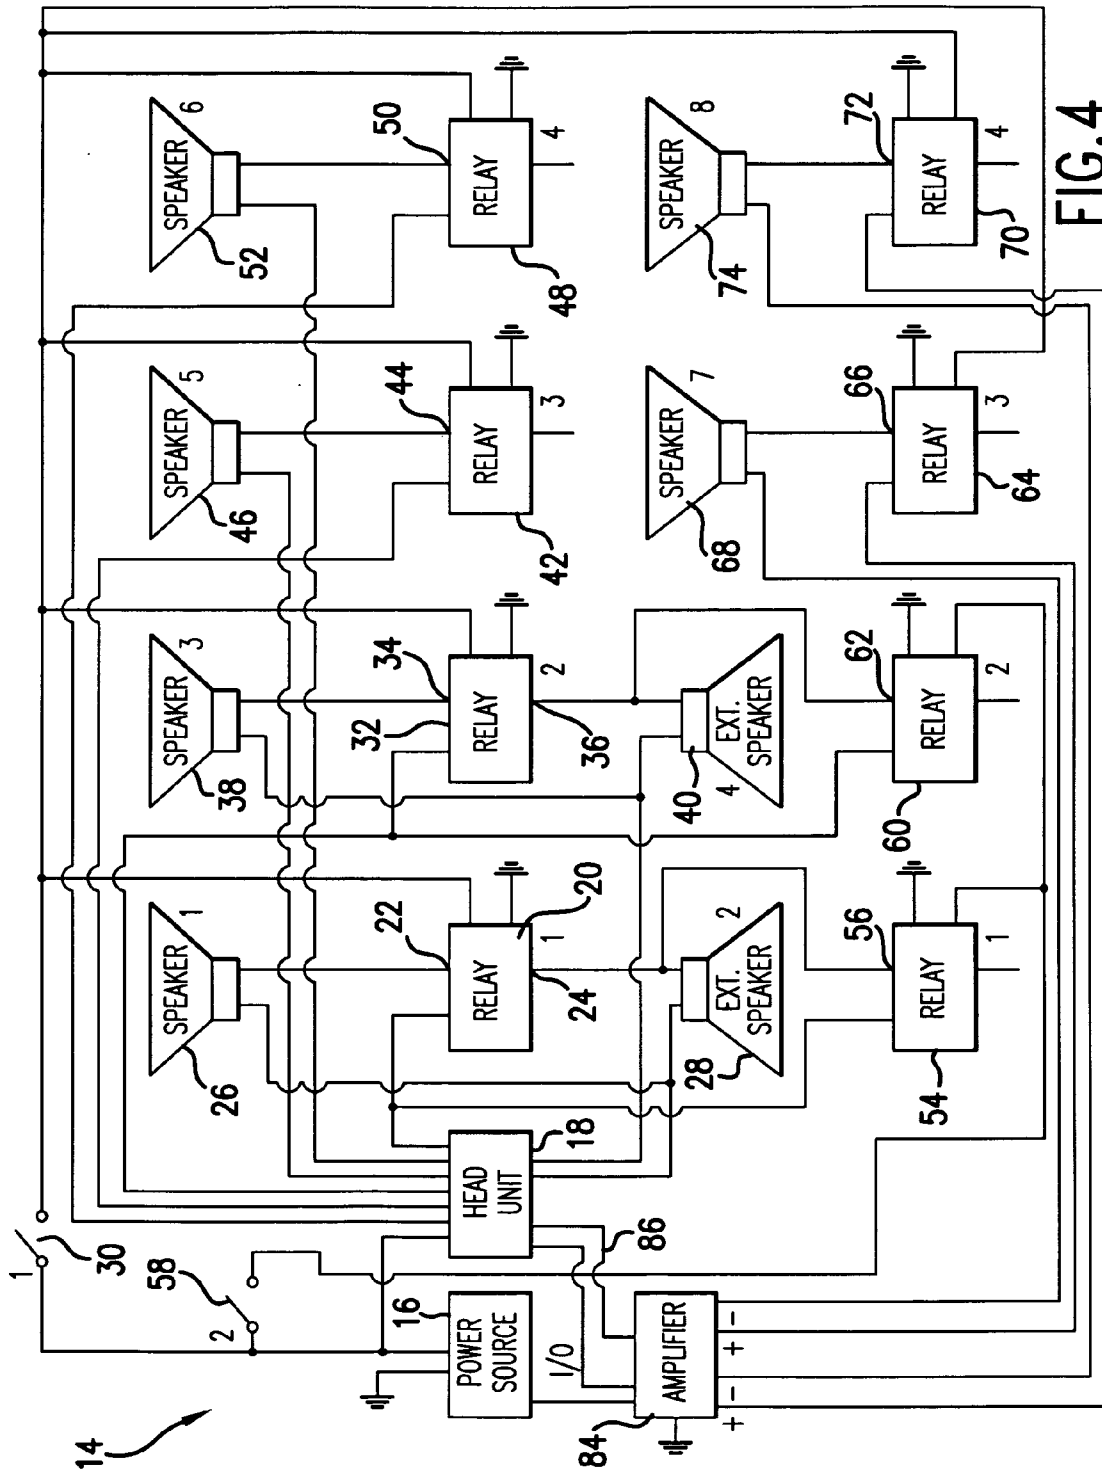 14
1
30
2
58
SPEAKER
1
26
SPEAKER
3
38
SPEAKER
5
46
SPEAKER
6
52
POWER
SOURCE
16
HEAD
UNIT
18
RELAY
1
20
22
24
RELAY
2
32
34
36
RELAY
3
42
44
RELAY
4
48
50
I/O
86
AMPLIFIER
84
+ - + -
EXT.
SPEAKER
2
28
EXT.
SPEAKER
4
40
SPEAKER
7
68
SPEAKER
8
74
RELAY
1
54
56
RELAY
2
60
62
RELAY
3
64
66
RELAY
4
70
72
FIG.4